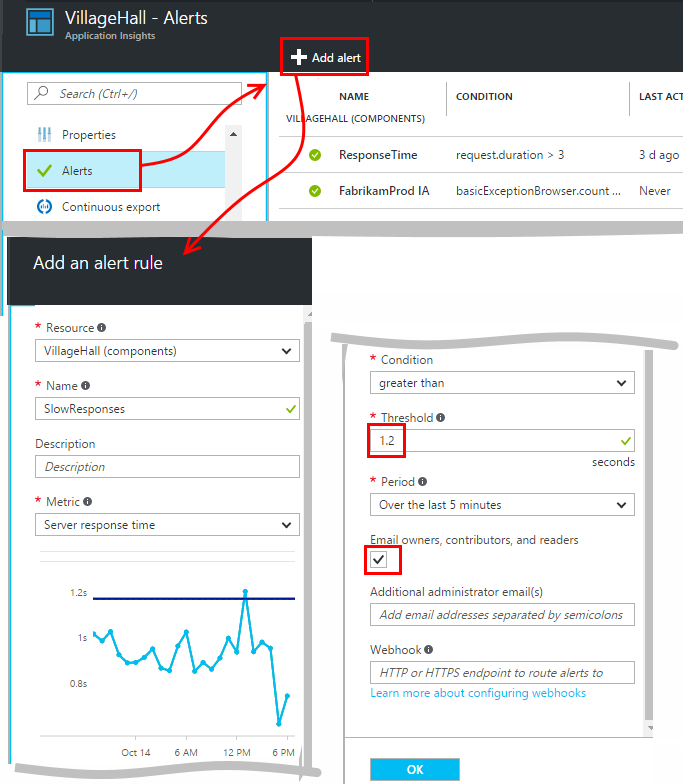 VillageHall - Alerts
Application Insights
Add alert
Search (Ctrl+/)
Properties
Alerts
Continuous export
NAME CONDITION LAST ACT
VILLAGEHALL (COMPONENTS)
ResponseTime request.duration > 3 3 d ago
FabrikamProd IA basicExceptionBrowser.count ... Never
Add an alert rule
* Resource
VillageHall (components)
* Name
SlowResponses
Description
Description
* Metric
Server response time
1.2s
1s
0.8s
Oct 14 6 AM 12 PM 6 PM
* Condition
greater than
* Threshold
1.2
seconds
* Period
Over the last 5 minutes
Email owners, contributors, and readers
Additional administrator email(s)
Add email addresses separated by semicolons
Webhook
HTTP or HTTPS endpoint to route alerts to
Learn more about configuring webhooks
OK